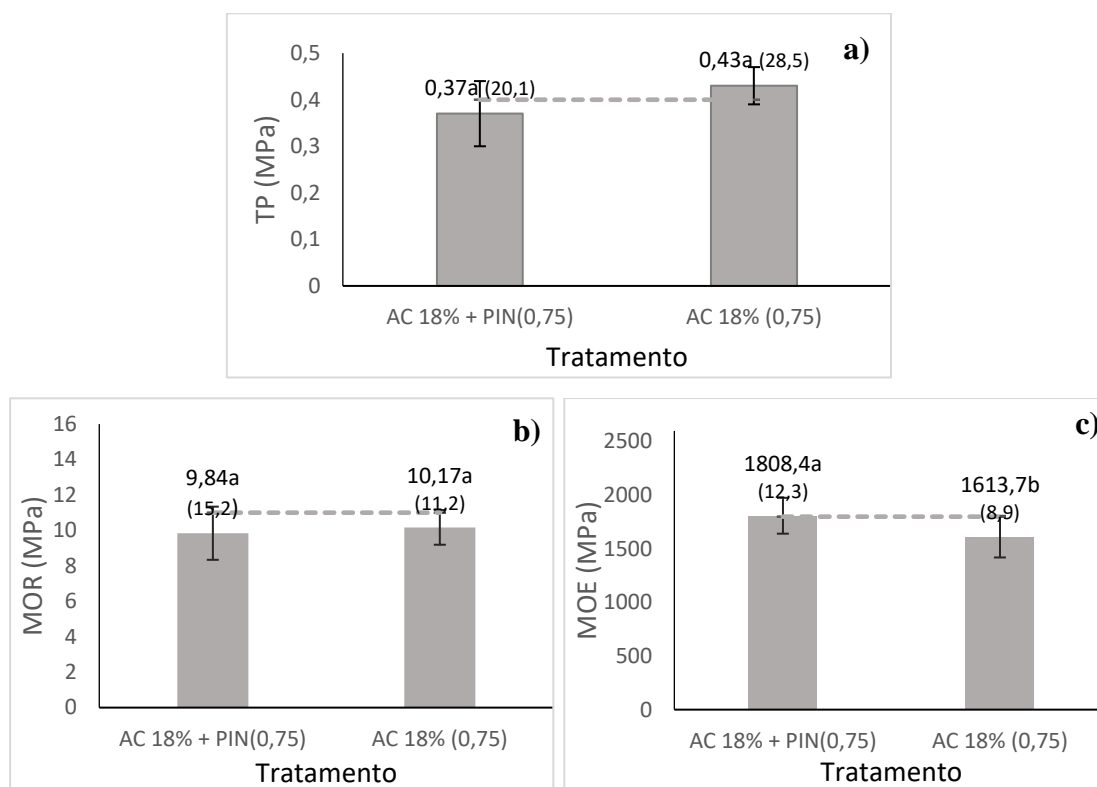 a)
0,5
0,4
0,3
0,2
0,1
0
TP (MPa)
0,37a (20,1)
0,43a (28,5)
AC 18% + PIN(0,75)
AC 18% (0,75)
Tratamento
b)
16
14
12
10
8
6
4
2
0
MOR (MPa)
9,84a
(15,2)
10,17a
(11,2)
AC 18% + PIN(0,75)
AC 18% (0,75)
Tratamento
c)
2500
2000
1500
1000
500
0
MOE (MPa)
1808,4a
(12,3)
1613,7b
(8,9)
AC 18% + PIN(0,75)
AC 18% (0,75)
Tratamento